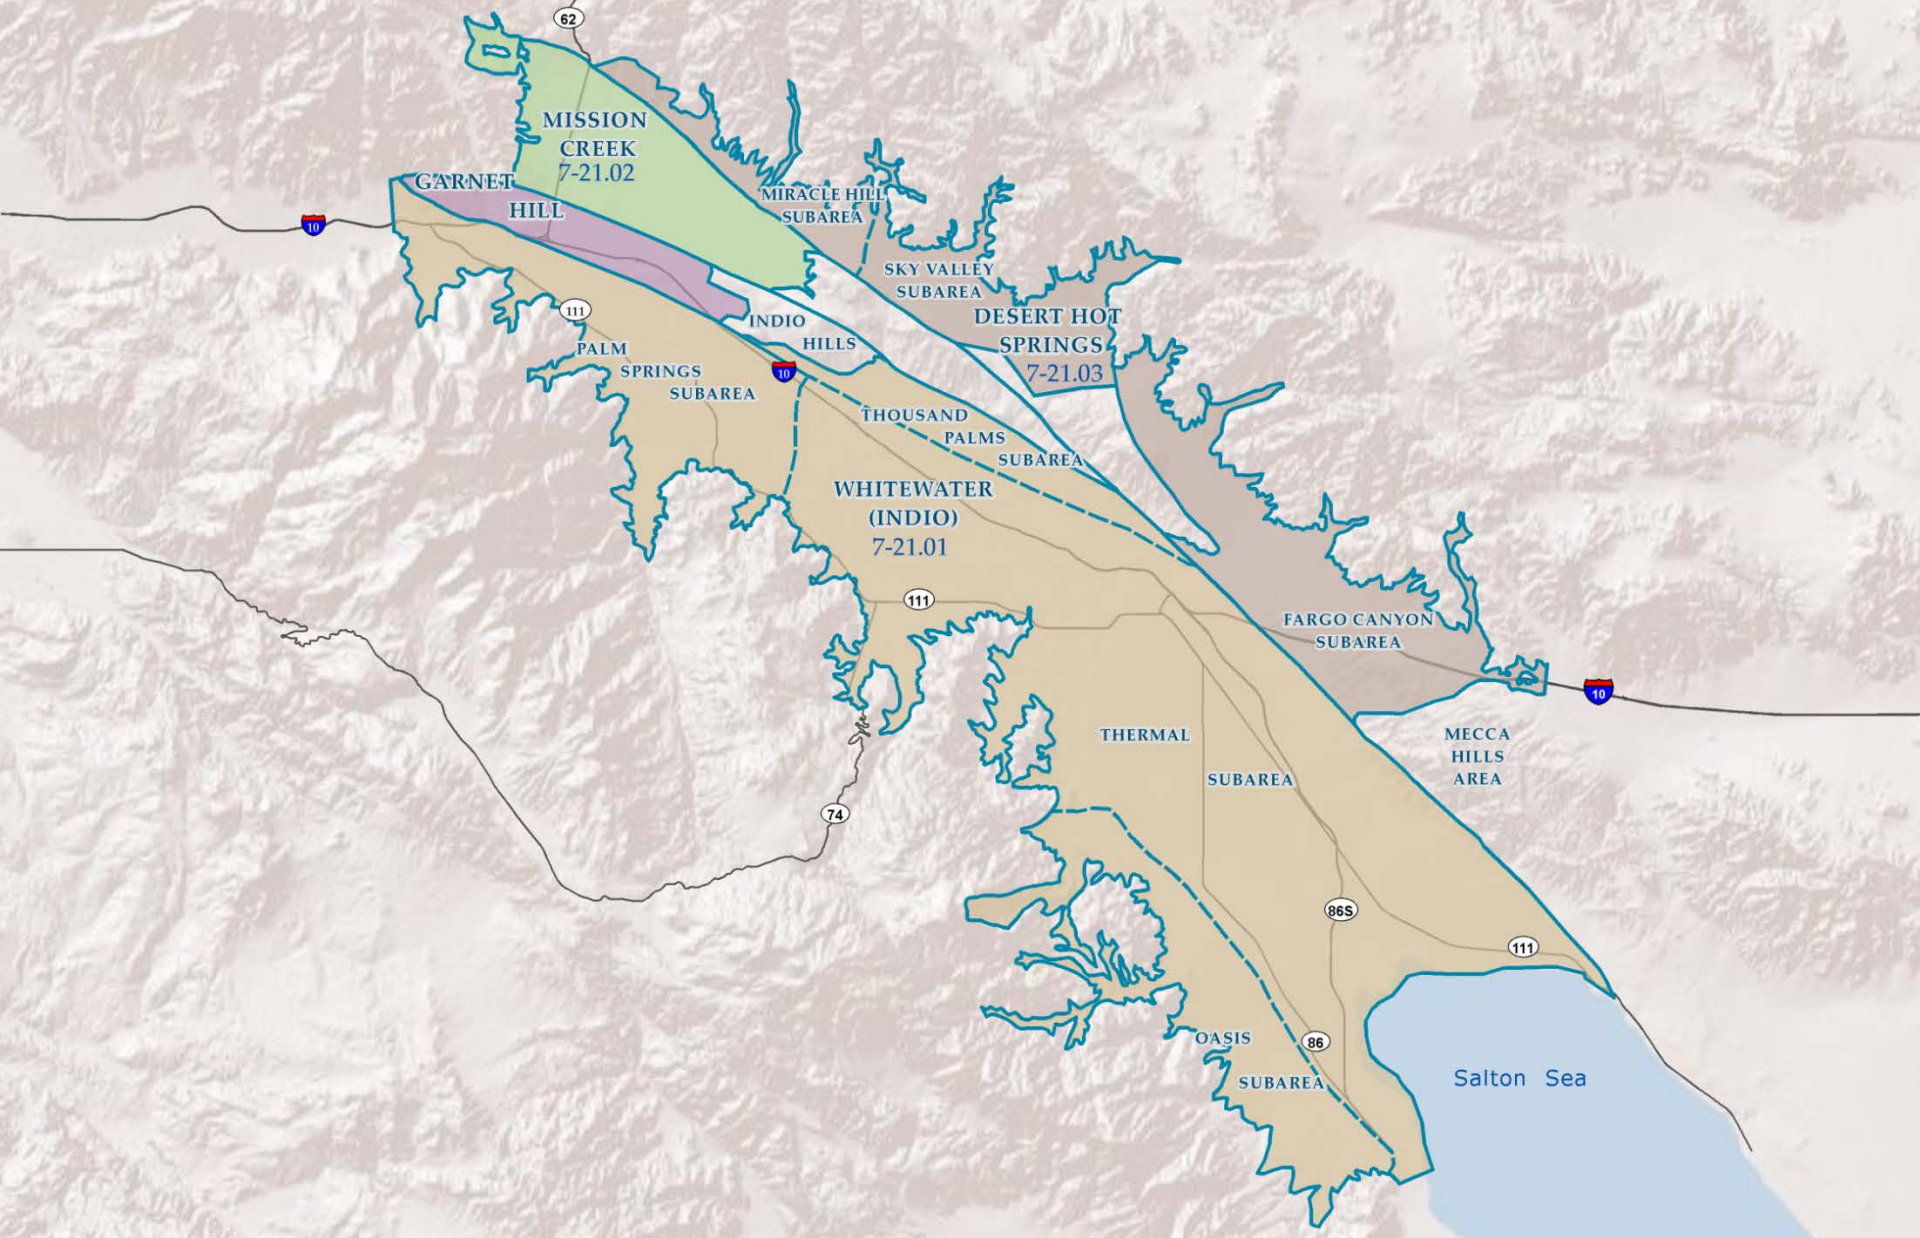 62
MISSION
CREEK
7-21.02
GARNET
HILL
MIRACLE HILL
SUBAREA
10
SKY VALLEY
SUBAREA
DESERT HOT
SPRINGS
7-21.03
111
INDIO
HILLS
PALM
SPRINGS
SUBAREA
10
THOUSAND
PALMS
SUBAREA
WHITEWATER
(INDIO)
7-21.01
111
FARGO CANYON
SUBAREA
10
MECCA
HILLS
AREA
THERMAL
SUBAREA
74
86S
111
OASIS
SUBAREA
86
Salton Sea